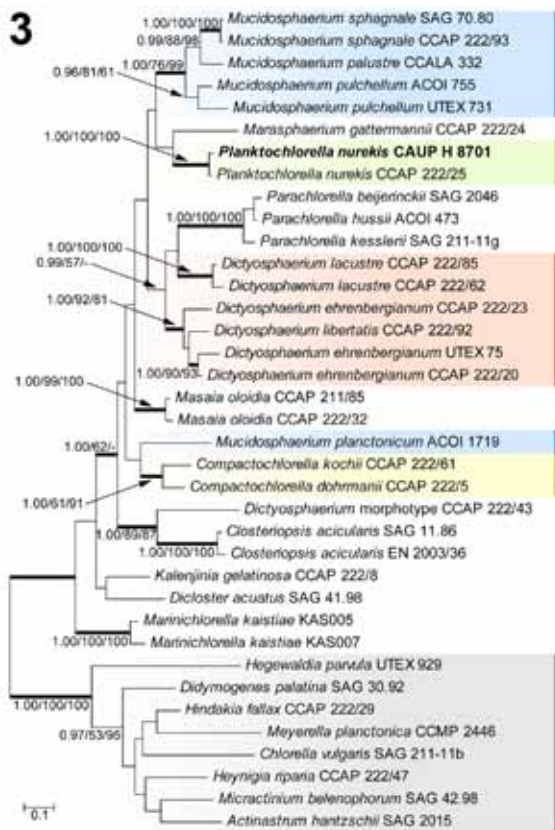 3
1.00/100/100
Mucidosphaerium sphagnale SAG 70.80
0.99/88/98
Mucidosphaerium sphagnale CCAP 222/93
1.00/76/99
Mucidosphaerium palustre CCALA 332
0.96/81/61
Mucidosphaerium pulchellum ACOI 755
Mucidosphaerium pulchellum UTEX 731
Marasphaerium gattermannii CCAP 222/24
1.00/100/100
Planktochlorella nurekis CAUP H 8701
Planktochlorella nurekis CCAP 222/25
Parachlorella beijerinckii SAG 2046
1.00/100/100
Parachlorella hussii ACOI 473
Parachlorella kesslerii SAG 211-11g
1.00/100/100
Dictyosphaerium lacustre CCAP 222/85
0.99/57/-
Dictyosphaerium lacustre CCAP 222/62
1.00/92/81
Dictyosphaerium ehrenbergianum CCAP 222/23
Dictyosphaerium libertatis CCAP 222/92
Dictyosphaerium ehrenbergianum UTEX 75
1.00/90/93
Dictyosphaerium ehrenbergianum CCAP 222/20
1.00/99/100
Masaia oloidia CCAP 211/85
Masaia oloidia CCAP 222/32
1.00/62/-
Mucidosphaerium planctonicum ACOI 1719
Compactochlorella kochii CCAP 222/61
1.00/61/91
Compactochlorella dohrmanii CCAP 222/5
Dictyosphaerium morphotype CCAP 222/43
1.00/89/87
Closteriopsis acicularis SAG 11.86
1.00/100/100
Closteriopsis acicularis EN 2003/36
Kalenjinia gelatinosa CCAP 222/8
Dicloster acuatus SAG 41.98
Marinichlorella kaistiae KAS005
1.00/100/100
Marinichlorella kaistiae KAS007
Hegewaldia parvula UTEX 929
1.00/100/100
Didymogenes palatina SAG 30.92
Hindakia fallax CCAP 222/29
0.97/53/95
Meyerella planctonica CCMP 2446
Chlorella vulgaris SAG 211-11b
Heynigia riparia CCAP 222/47
Micractinium belenophorum SAG 42.98
0.1
Actinastrum hantzschii SAG 2015